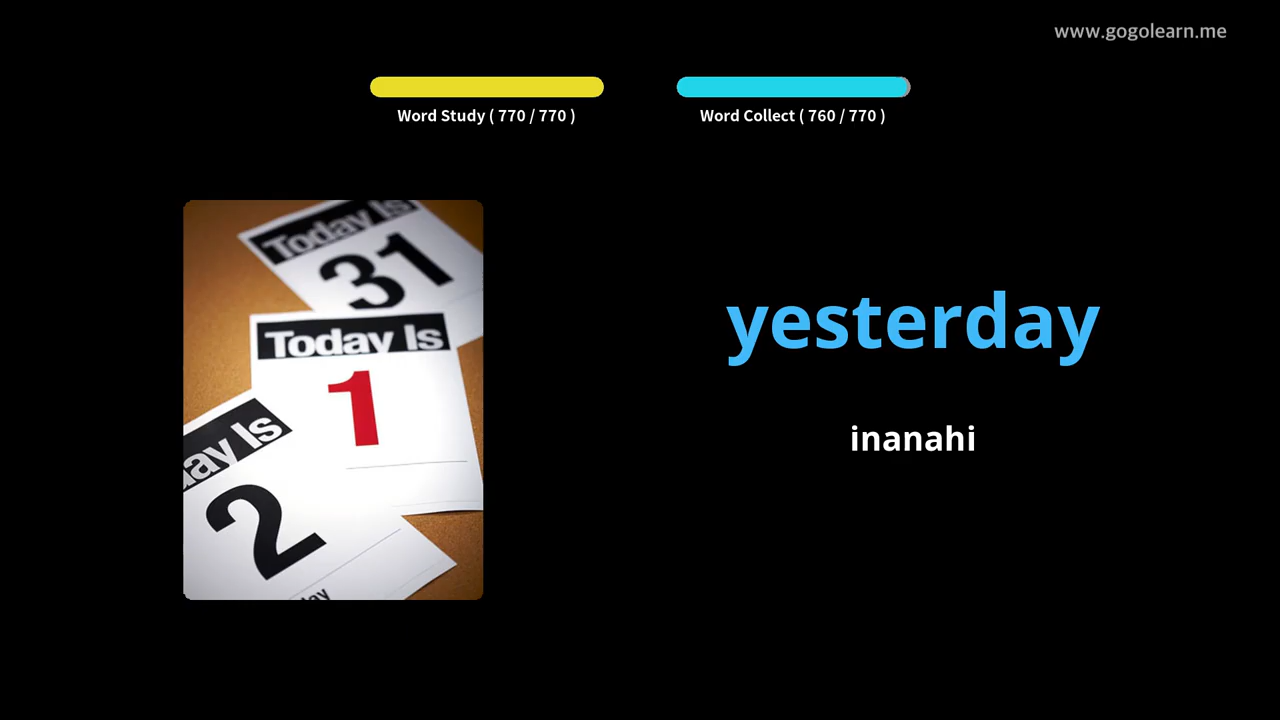 www.gogolearn.me
Word Study ( 770 / 770 )
Word Collect ( 760 / 770 )
Today Is
31
Today Is
1
ay Is
2
yesterday
inanahi